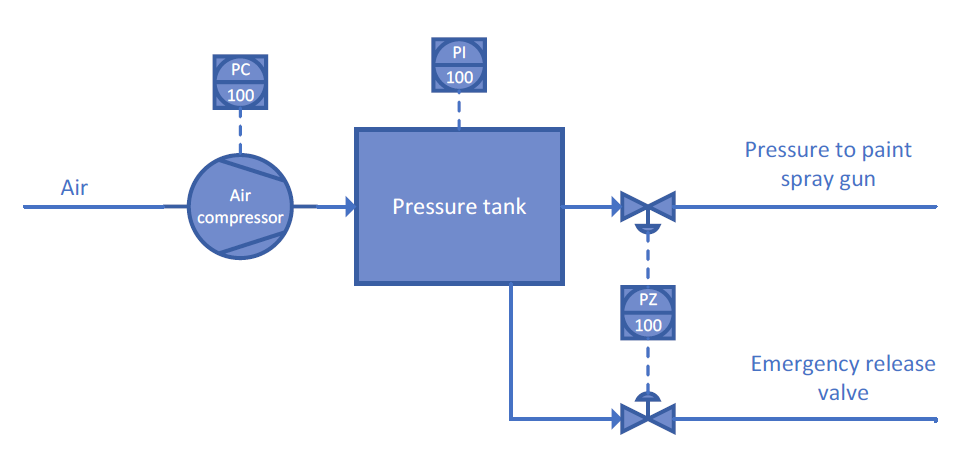 PC
100
PI
100
Air
Air
compressor
Pressure tank
Pressure to paint
spray gun
PZ
100
Emergency release
valve